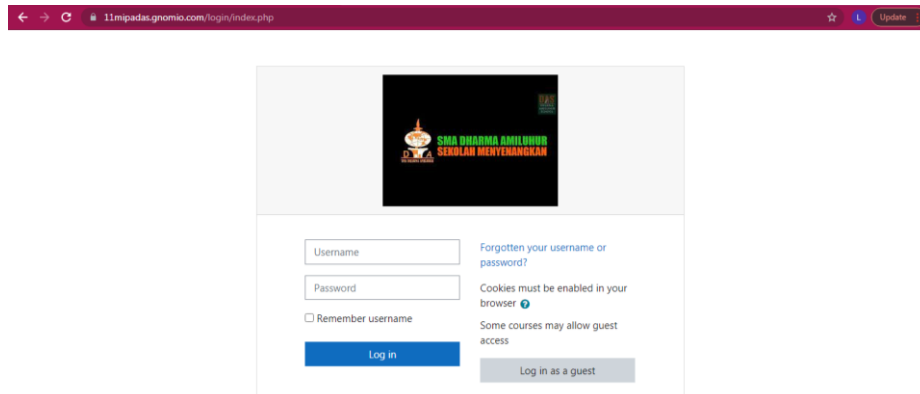 11mipadas.gnomio.com/login/index.php
L
Update
SMA DHARMA AMILUHUR
SEKOLAH MENYENANGKAN
D A
Username
Password
Remember username
Log in
Forgotten your username or
password?
Cookies must be enabled in your
browser ?
Some courses may allow guest
access
Log in as a guest